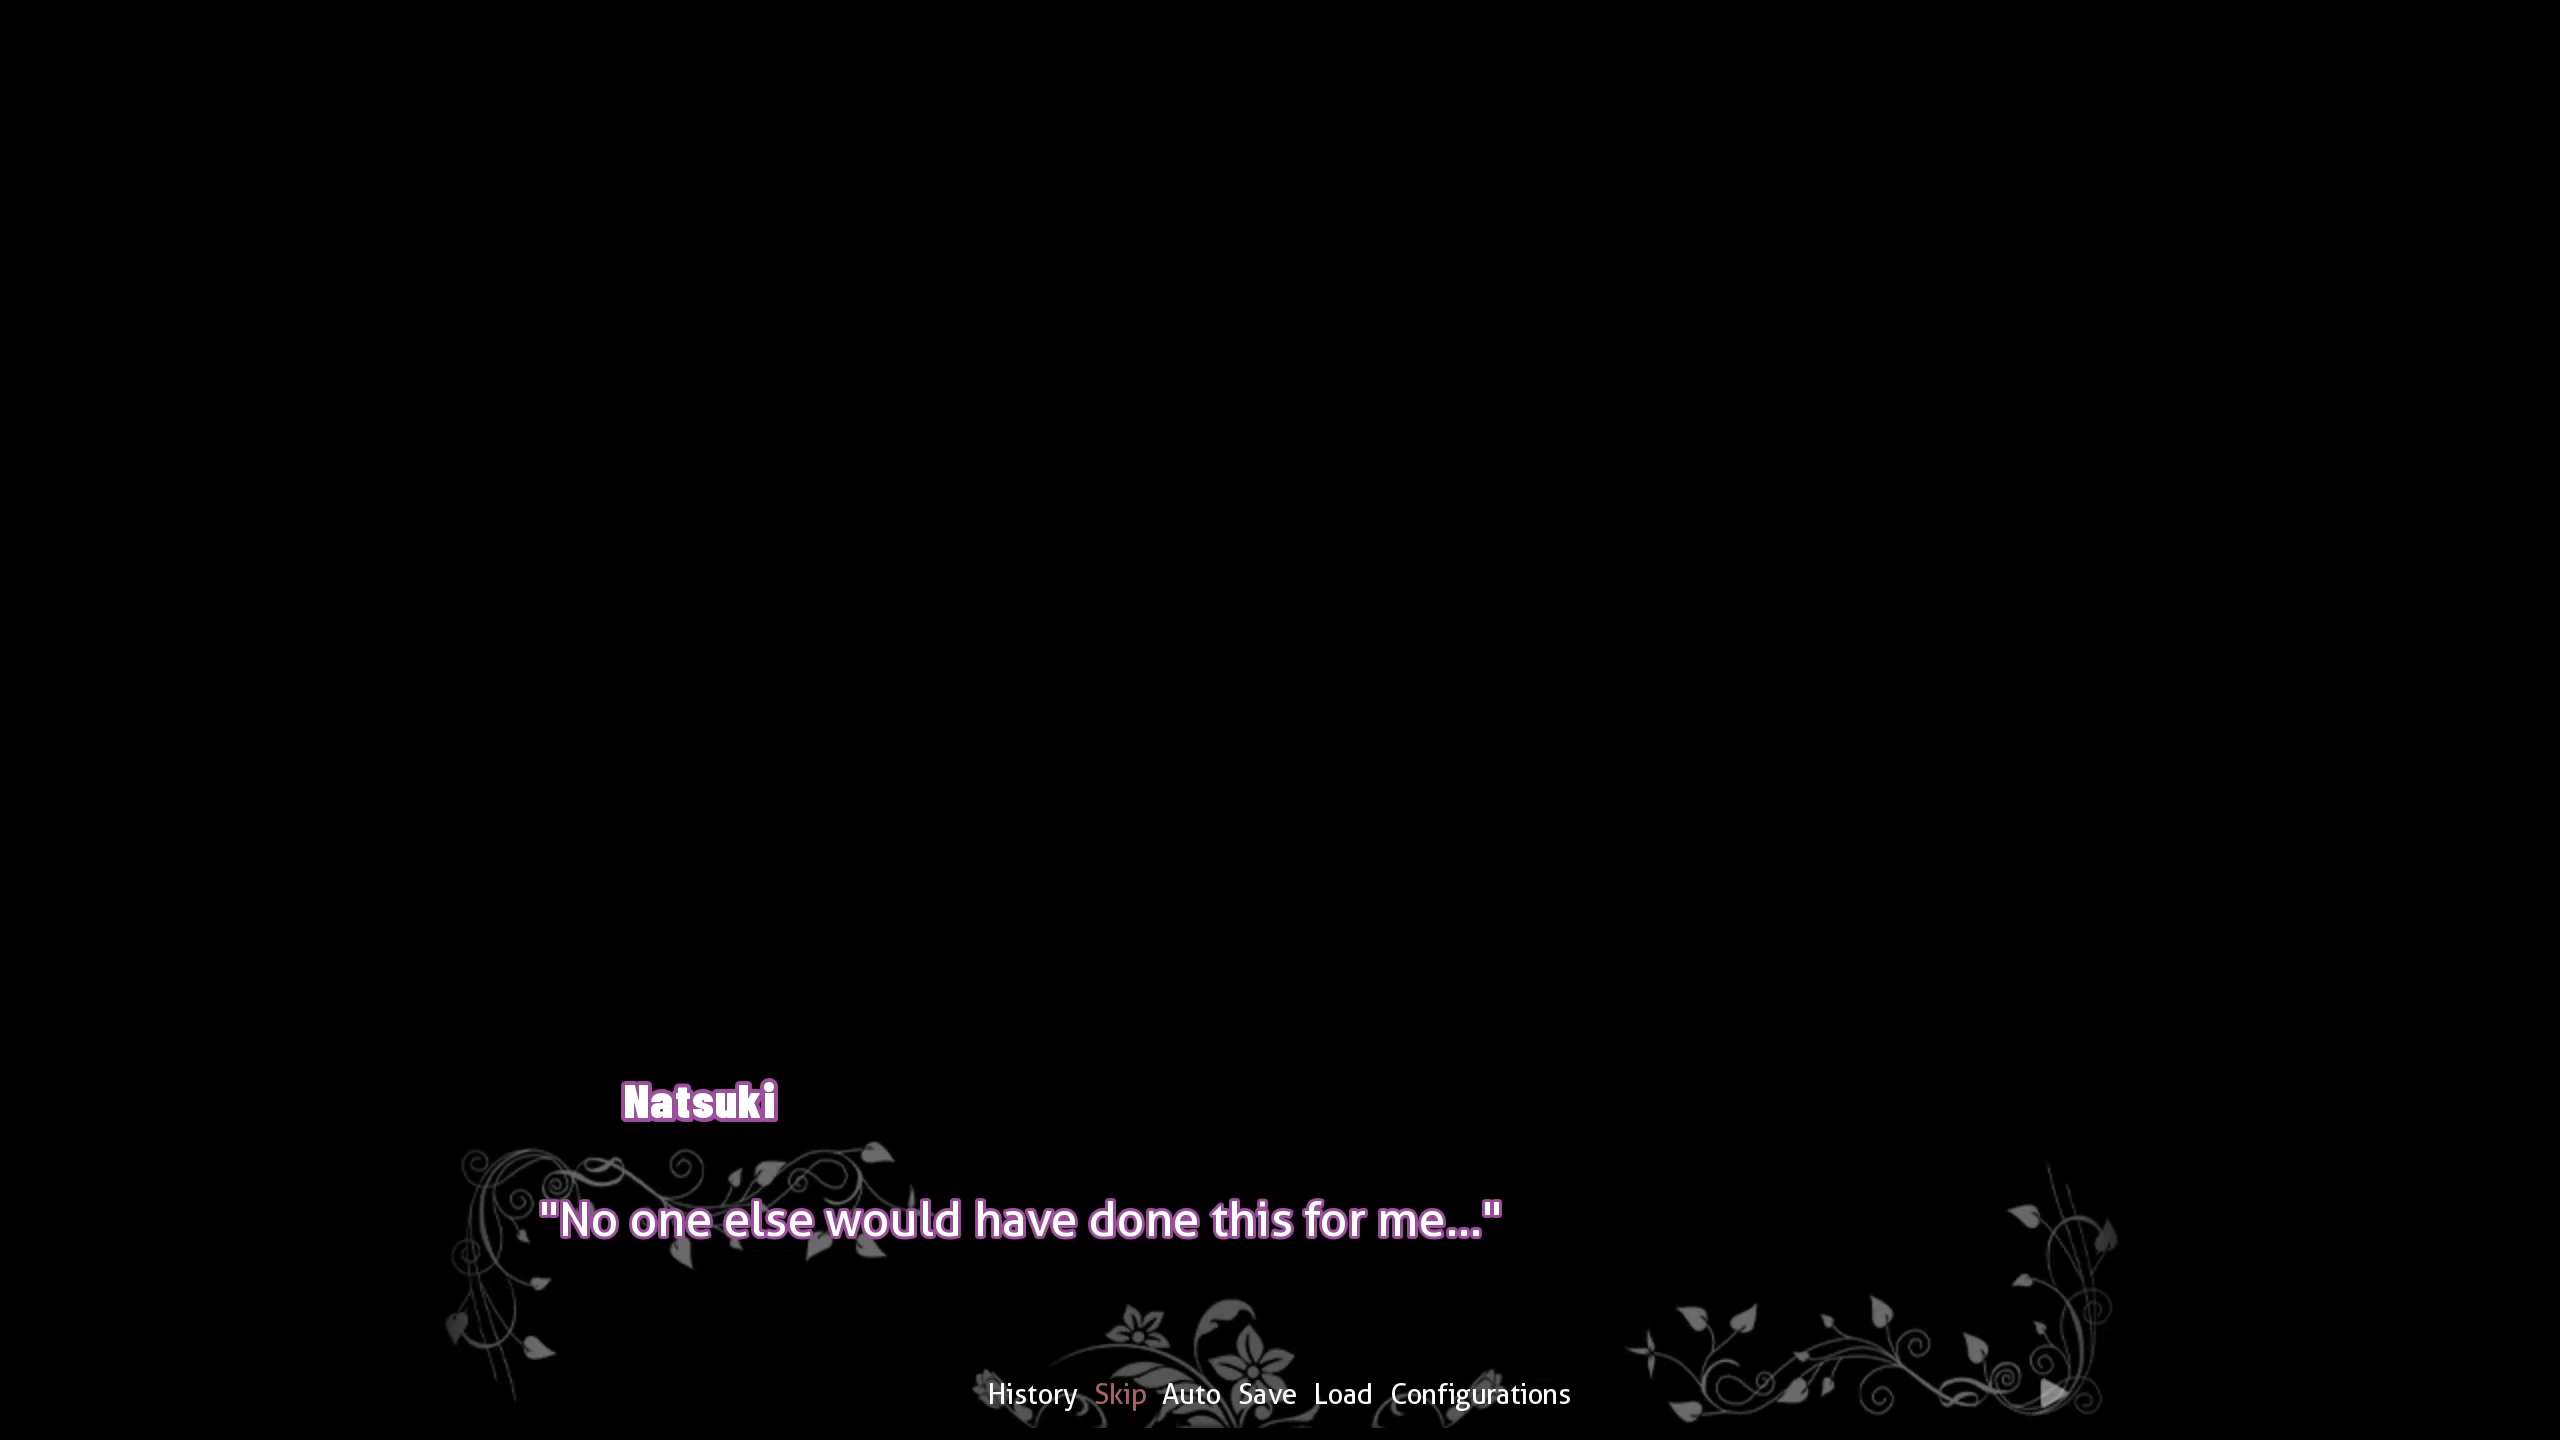 Natsuki
"No one else would have done this for me..."
History Skip Auto Save Load Configurations